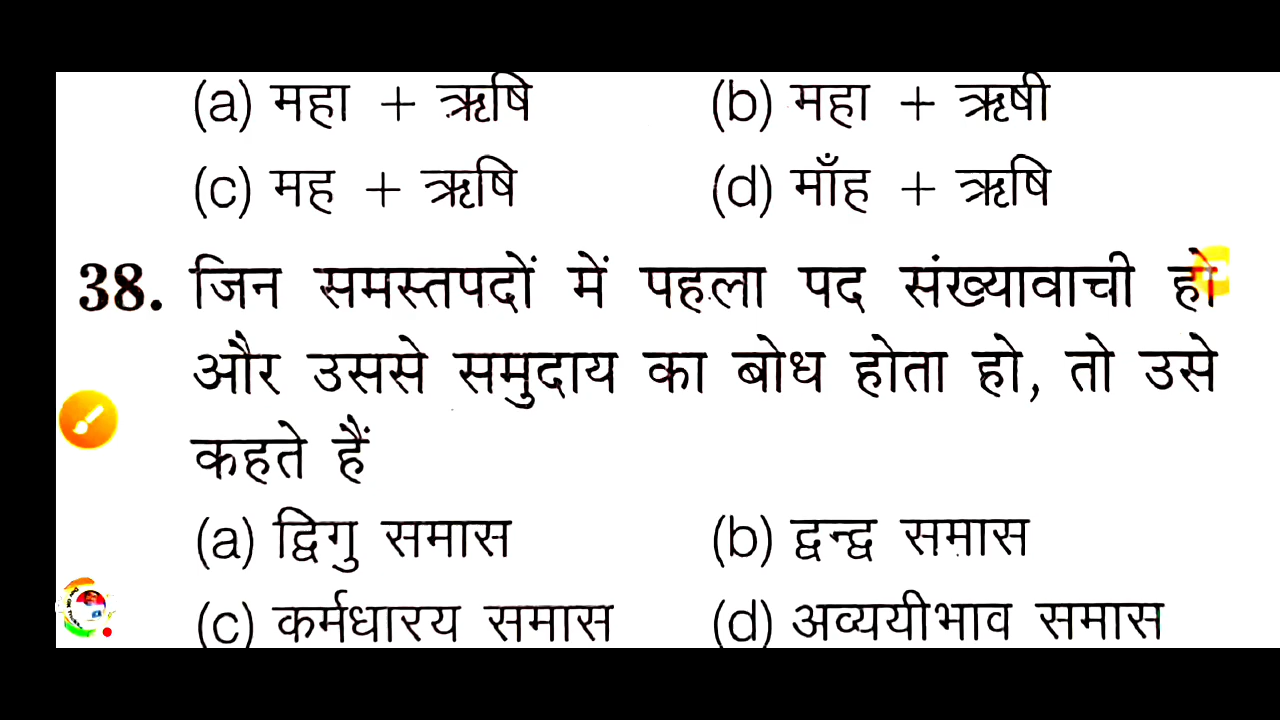 (a) महा + ऋषि (b) महा + ऋषी
(c) मह + ऋषि (d) माँह + ऋषि
38. जिन समस्तपदों में पहला पद संख्यावाची हो
और उससे समुदाय का बोध होता हो, तो उसे
कहते हैं
(a) द्विगु समास (b) द्वन्द्व समास
(c) कर्मधारय समास (d) अव्ययीभाव समास